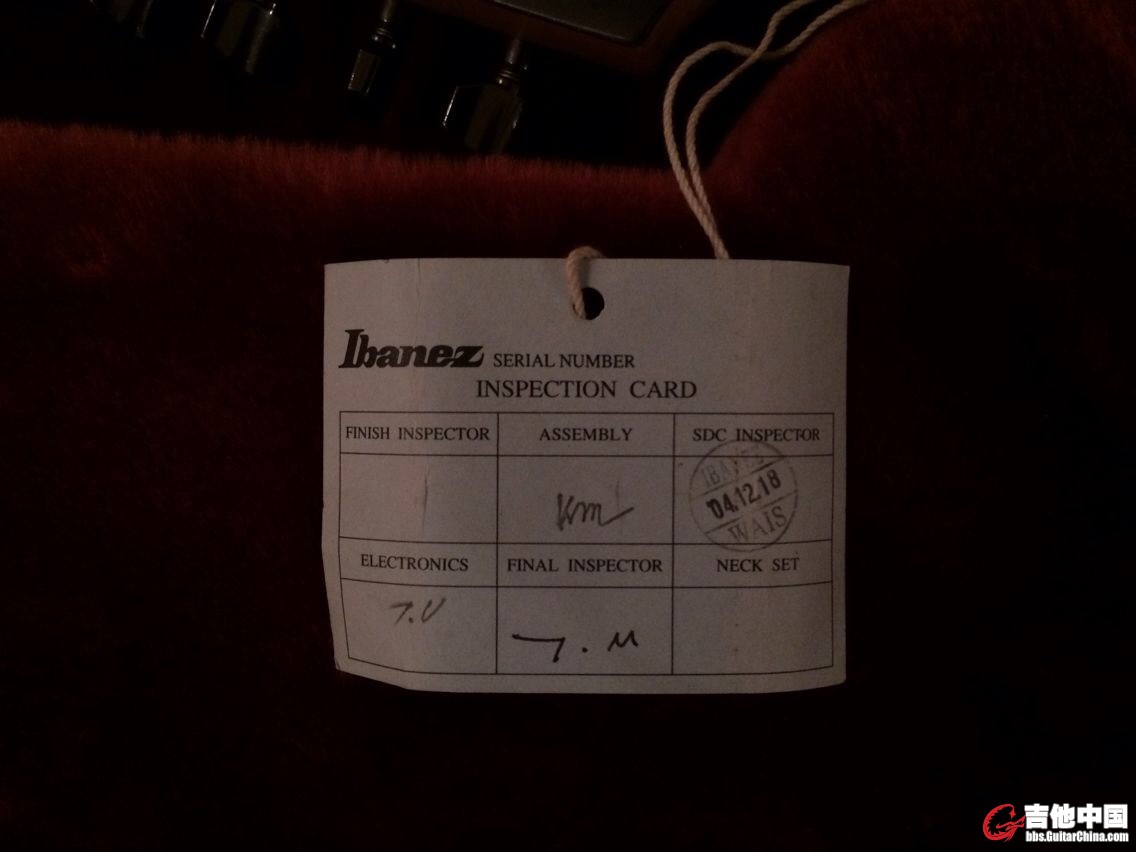 Ibanez SERIAL NUMBER
INSPECTION CARD
FINISH INSPECTOR ASSEMBLY SDC INSPECTOR
Km
IBANEZ
'04.12.18
WAIS
ELECTRONICS FINAL INSPECTOR NECK SET
T.U
T.M
吉他中国
bbs.GuitarChina.com